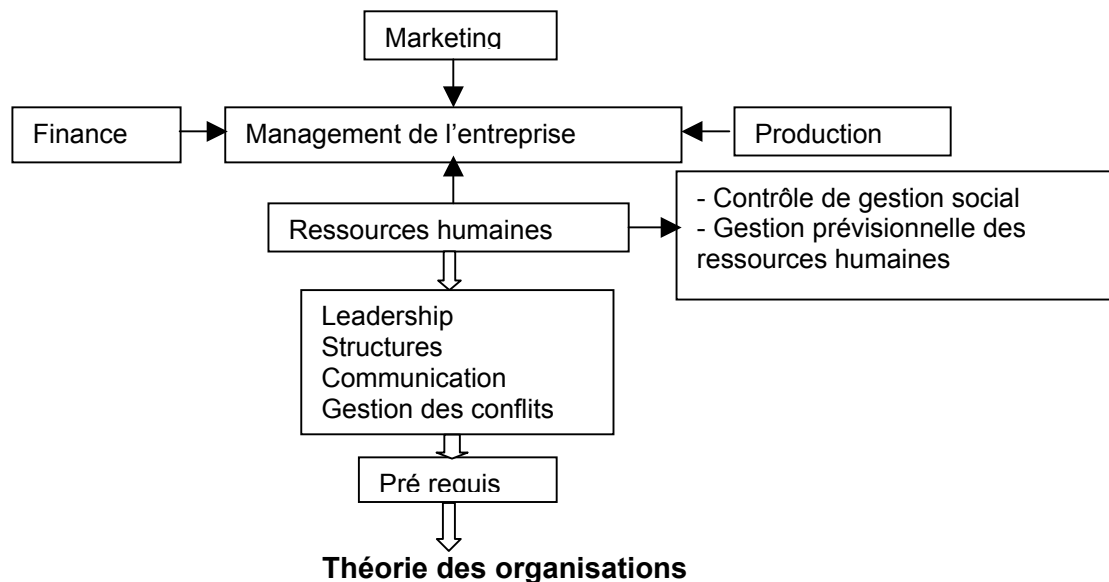 Marketing
Finance
Management de l’entreprise
Production
Ressources humaines
- Contrôle de gestion social
- Gestion prévisionnelle des
ressources humaines
Leadership
Structures
Communication
Gestion des conflits
Pré requis
Théorie des organisations